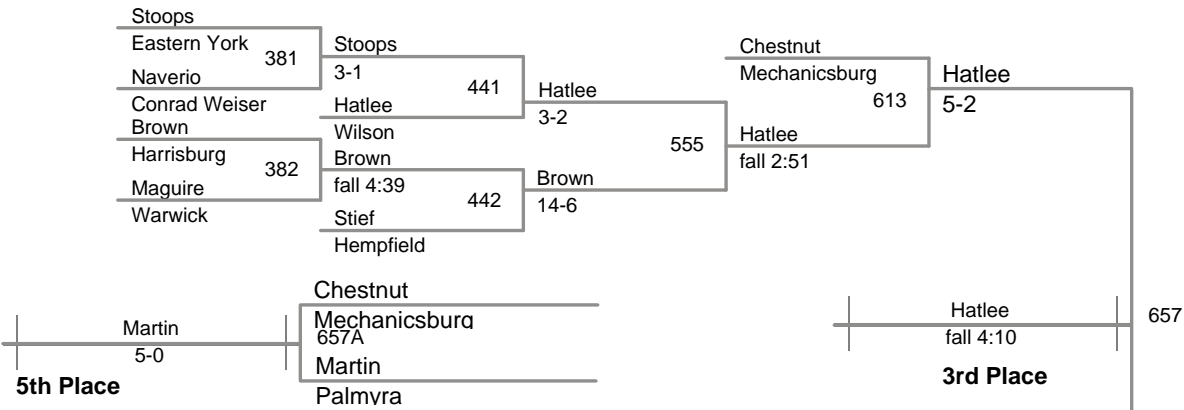 Stoops
Eastern York
381
Naverio
Conrad Weiser
Brown
Harrisburg
382
Maguire
Warwick
Stoops
3-1
441
Hatlee
Wilson
Brown
fall 4:39
442
Stief
Hempfield
Hatlee
3-2
555
Brown
14-6
Chestnut
Mechanicsburg
613
Hatlee
fall 2:51
Hatlee
5-2
657
Hatlee
fall 4:10
3rd Place
Chestnut
Mechanicsburg
657A
Martin
Palmyra
Martin
5-0
5th Place